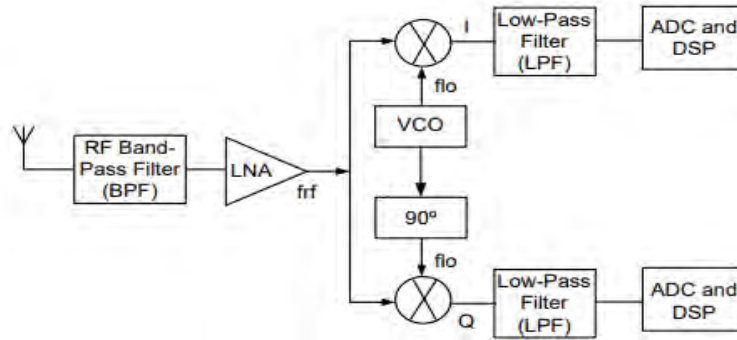 I
Low-Pass
Filter
(LPF)
ADC and
DSP
flo
VCO
RF Band-
Pass Filter
(BPF)
LNA
frf
90º
flo
Q
Low-Pass
Filter
(LPF)
ADC and
DSP